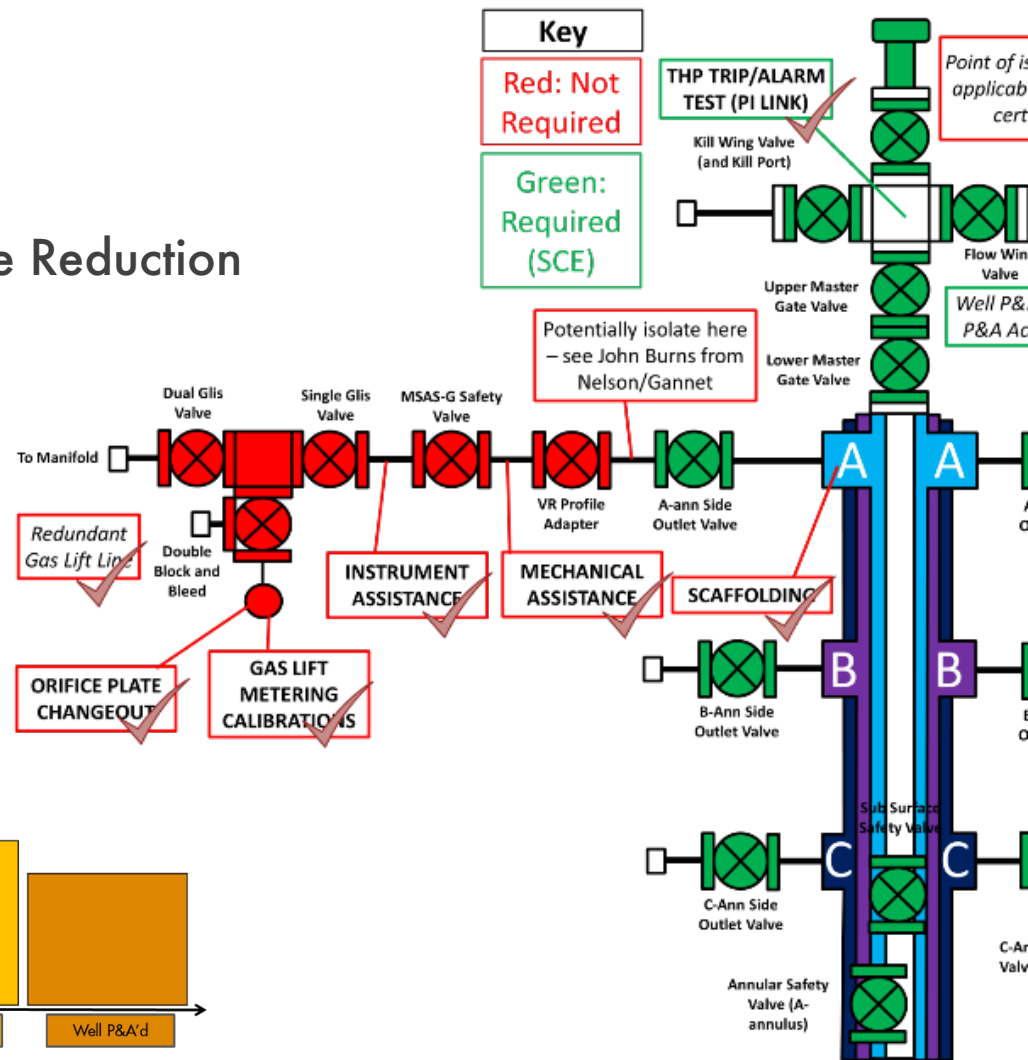 Key
Red: Not
Required
Green:
Required
(SCE)
THP TRIP/ALARM
TEST (PI LINK)
Kill Wing Valve
(and Kill Port)
Point of
applicab
cert
e Reduction
Flow Win
Valve
Upper Master
Gate Valve
Well P&
P&A Ac
Lower Master
Gate Valve
Potentially isolate here
– see John Burns from
Nelson/Gannet
Dual Glis
Valve
Single Glis
Valve
MSAS-G Safety
Valve
To Manifold
A
A
VR Profile
Adapter
A-ann Side
Outlet Valve
A
O
Redundant
Gas Lift Line
Double
Block and
Bleed
INSTRUMENT
ASSISTANCE
MECHANICAL
ASSISTANCE
SCAFFOLDING
ORIFICE PLATE
CHANGEOUT
GAS LIFT
METERING
CALIBRATIONS
B
B
B-Ann Side
Outlet Valve
O
Sub Surface
Safety Valve
C
C
C-Ann Side
Outlet Valve
C-An
Valv
Annular Safety
Valve (A-
annulus)
Well P&A'd